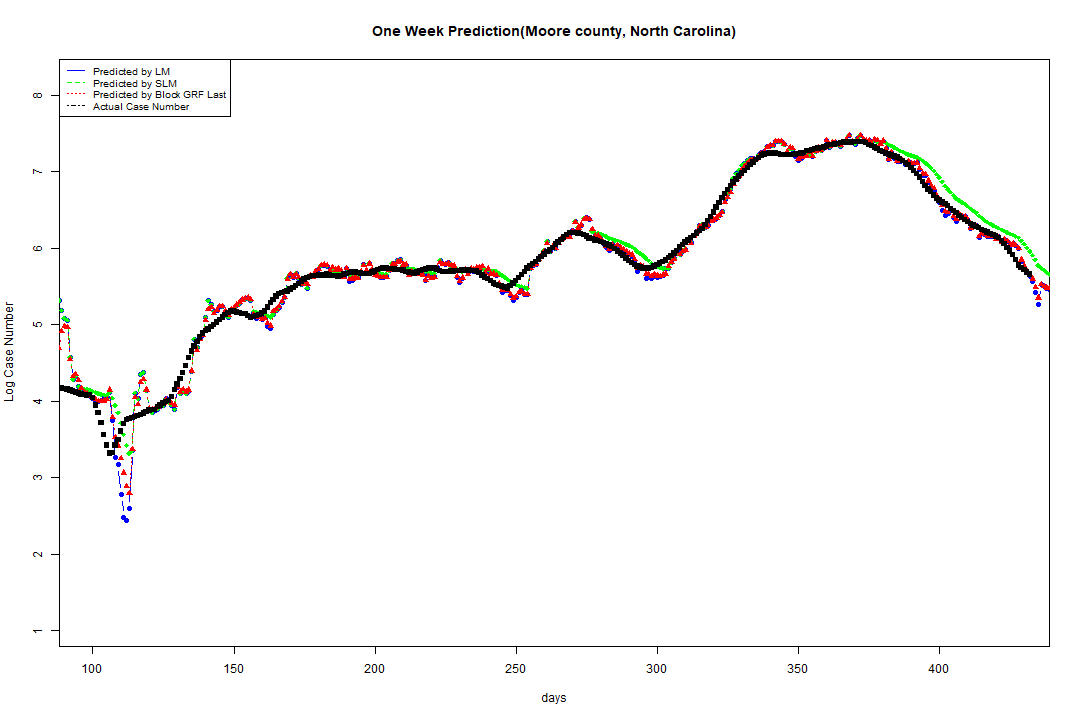 One Week Prediction(Moore county, North Carolina)
Predicted by LM
Predicted by SLM
Predicted by Block GRF Last
Actual Case Number
8
7
6
5
4
3
2
1
Log Case Number
100 150 200 250 300 350 400
days